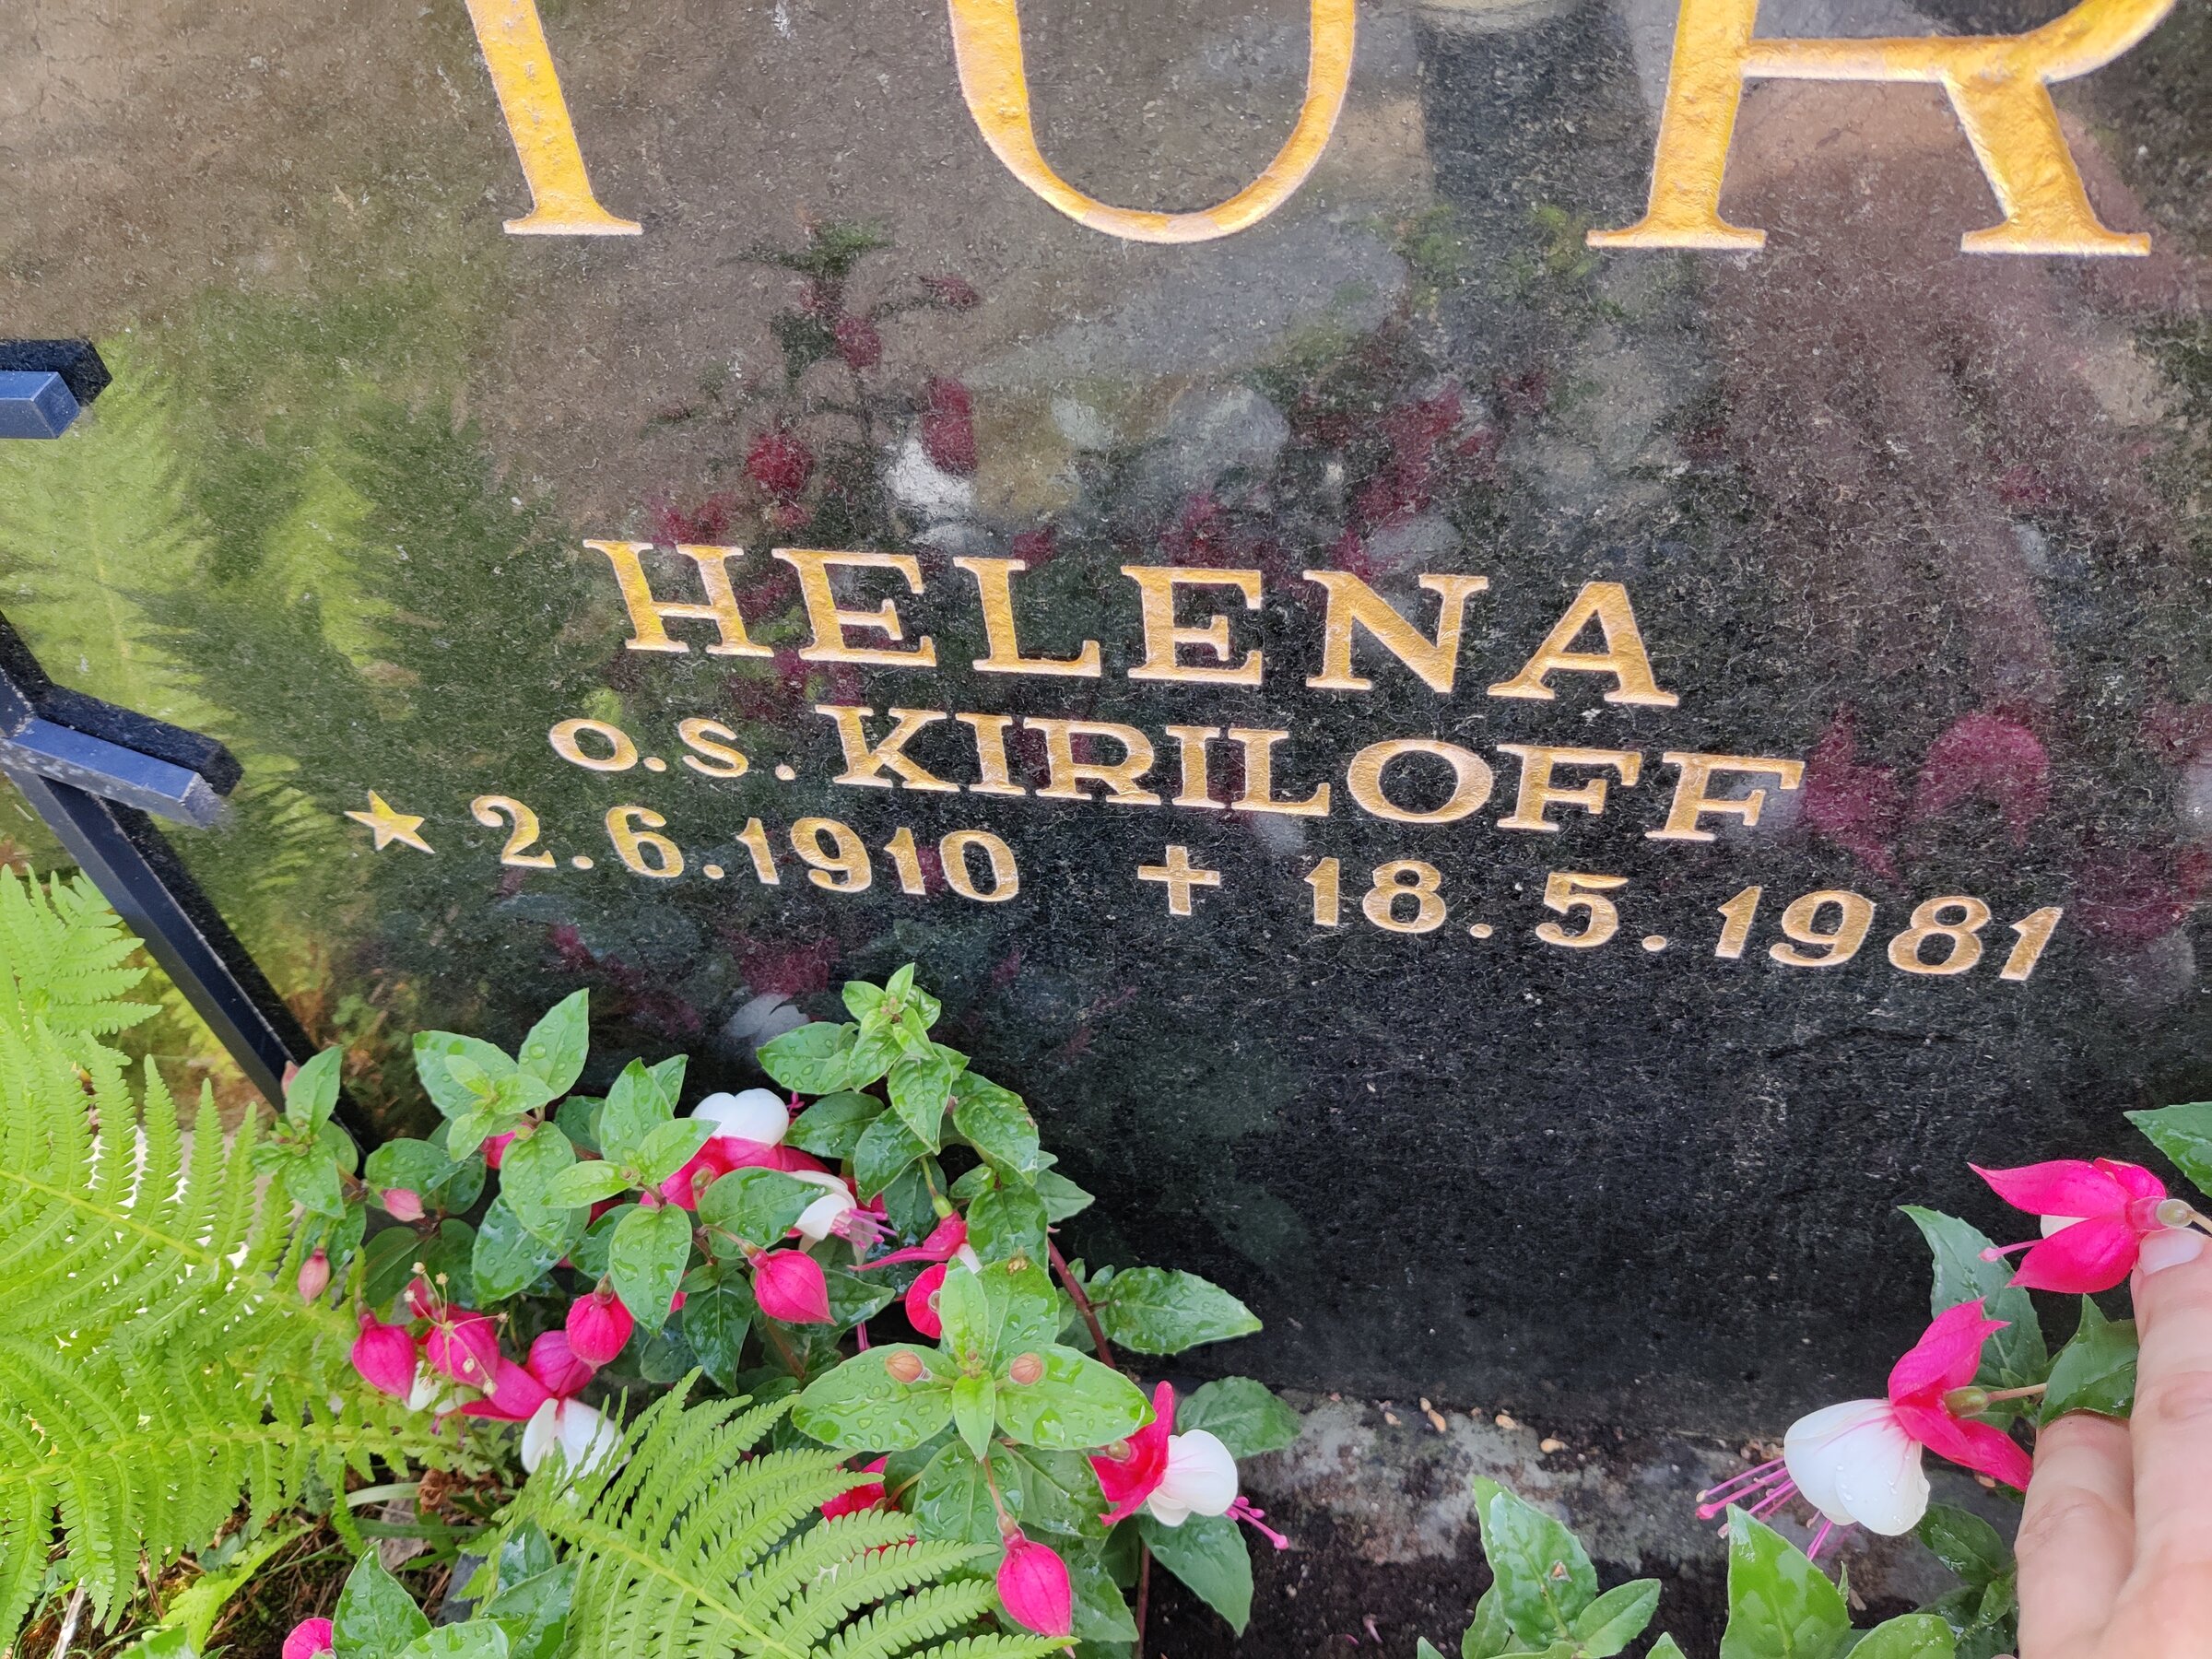 HELENA
O.S. KIRILOFF
★ 2.6.1910 + 18.5.1981